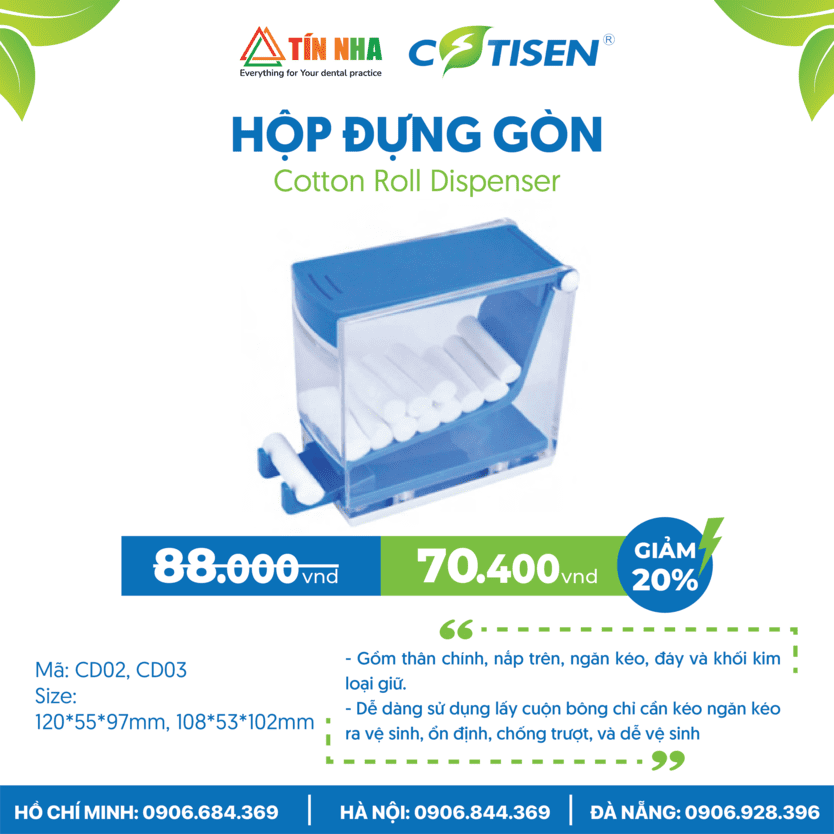 TÍN NHA
Everything for Your dental practice
COTISEN®
HỘP ĐỰNG GÒN
Cotton Roll Dispenser
88.000vnd
70.400vnd
GIẢM
20%
Mã: CD02, CD03
Size:
120*55*97mm, 108*53*102mm
- Gồm thân chính, nắp trên, ngăn kéo, đáy và khối kim
loại giữ.
- Dễ dàng sử dụng lấy cuộn bông chỉ cần kéo ngăn kéo
ra vệ sinh, ổn định, chống trượt, và dễ vệ sinh
HỒ CHÍ MINH: 0906.684.369 | HÀ NỘI: 0906.844.369 | ĐÀ NẴNG: 0906.928.396